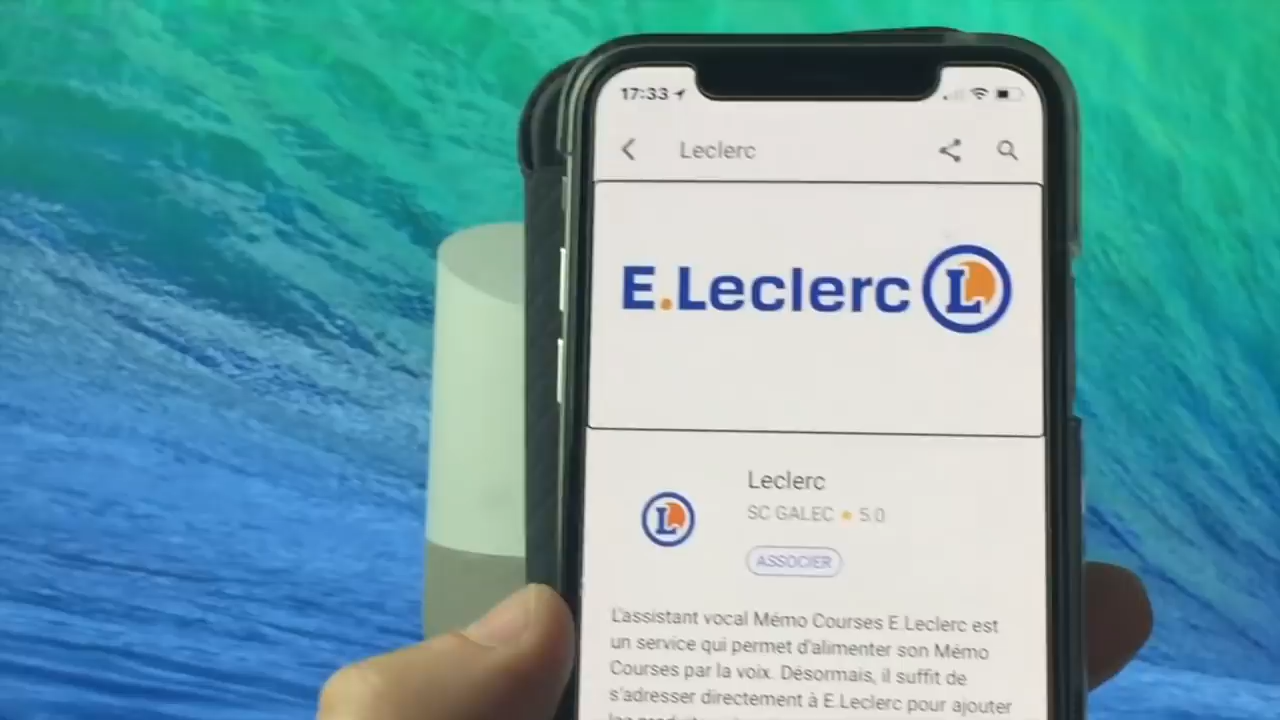 17:33
Leclerc
E.Leclerc L
Leclerc
L
SC GALEC ★ 5.0
ASSOCIER
L'assistant vocal Mémo Courses E.Leclerc est
un service qui permet d'alimenter son Mémo
Courses par la voix. Désormais, il suffit de
s'adresser directement à E.Leclerc pour ajouter